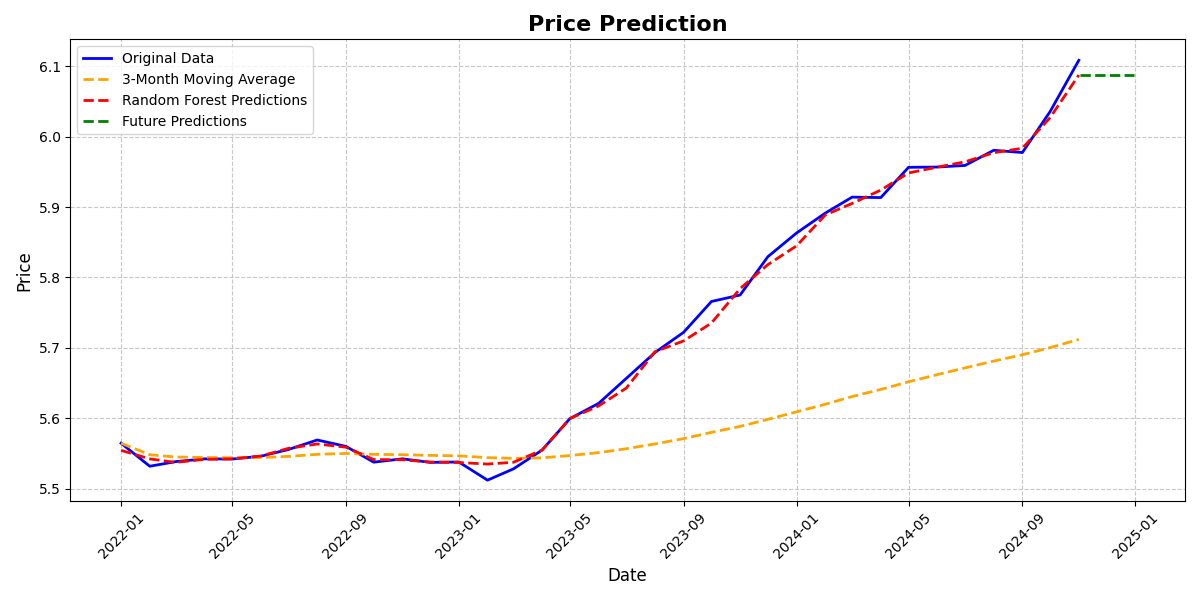 Price Prediction
Original Data
3-Month Moving Average
Random Forest Predictions
Future Predictions
Price
6.1
6.0
5.9
5.8
5.7
5.6
5.5
2022-01
2022-05
2022-09
2023-01
2023-05
2023-09
2024-01
2024-05
2024-09
2025-01
Date